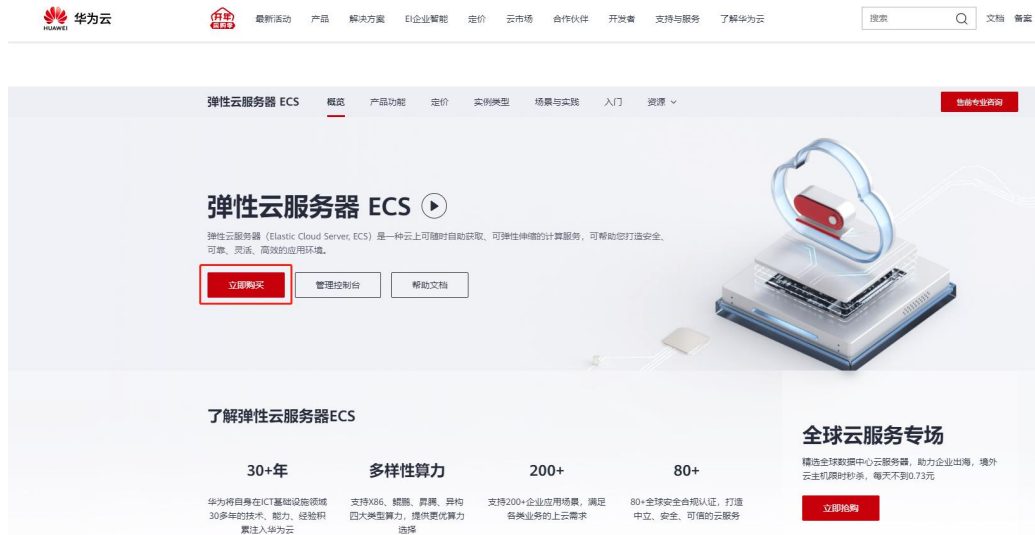 HUAWEI
华为云
开年
云购季
最新活动 产品 解决方案 EI企业智能 定价 云市场 合作伙伴 开发者 支持与服务 了解华为云
搜索
文档 备案
弹性云服务器 ECS 概览 产品功能 定价 实例类型 场景与实践 入门 资源
售前专业咨询
弹性云服务器 ECS
弹性云服务器（Elastic Cloud Server, ECS）是一种云上可随时自助获取、可弹性伸缩的计算服务，可帮助您打造安全、
可靠、灵活、高效的应用环境。
立即购买 管理控制台 帮助文档
了解弹性云服务器ECS
30+年
华为将自身在ICT基础设施领域
30多年的技术、能力、经验积
累注入华为云
多样性算力
支持X86、鲲鹏、昇腾、异构
四大类型算力，提供更优算力
选择
200+
支持200+企业应用场景，满足
各类业务的上云需求
80+
80+全球安全合规认证，打造
中立、安全、可信的云服务
全球云服务专场
精选全球数据中心云服务器，助力企业出海，境外
云主机限时秒杀，每天不到0.73元
立即抢购